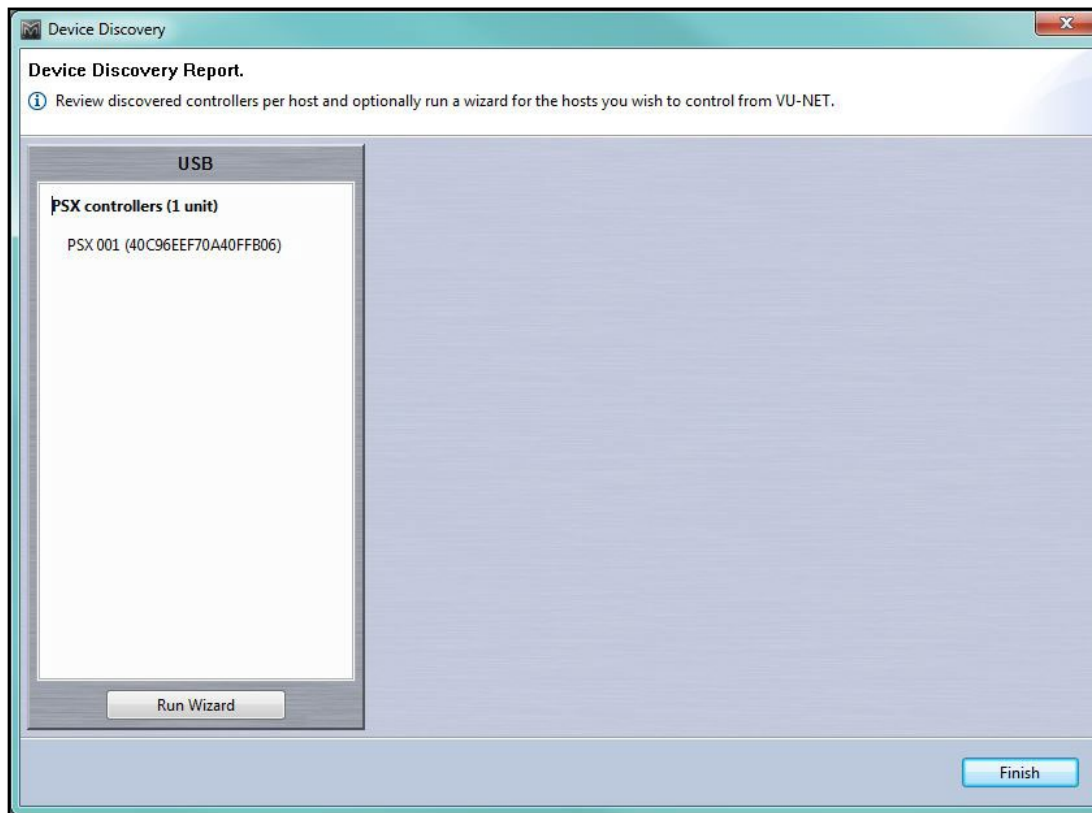 Device Discovery
Device Discovery Report.
Review discovered controllers per host and optionally run a wizard for the hosts you wish to control from VU-NET.
USB
PSX controllers (1 unit)
PSX 001 (40C96EEF70A40FFB06)
Run Wizard
Finish